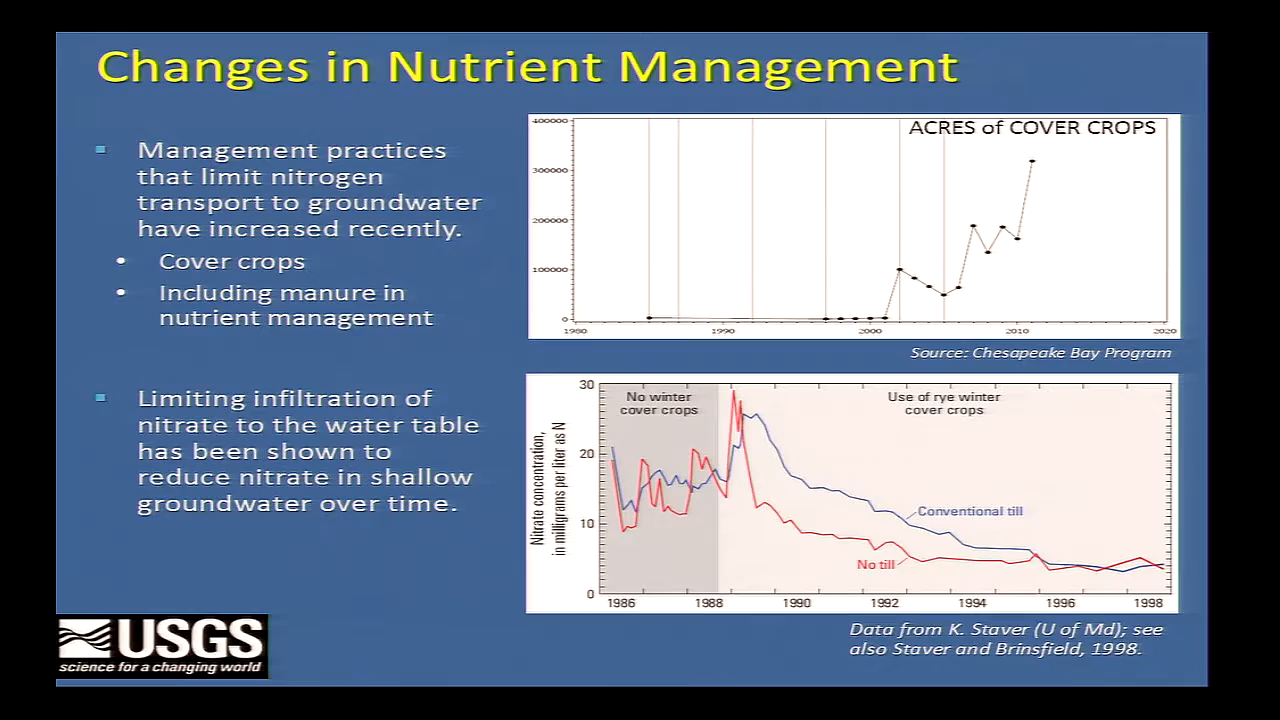 Changes in Nutrient Management
Management practices
that limit nitrogen
transport to groundwater
have increased recently.
Cover crops
Including manure in
nutrient management
Limiting infiltration of
nitrate to the water table
has been shown to
reduce nitrate in shallow
groundwater over time.
ACRES of COVER CROPS
400000
300000
200000
100000
0
1980 1990 2000 2010 2020
Source: Chesapeake Bay Program
Nitrate concentration,
in milligrams per liter as N
30
20
10
0
No winter
cover crops
Use of rye winter
cover crops
Conventional till
No till
1986 1988 1990 1992 1994 1996 1998
Data from K. Staver (U of Md); see
also Staver and Brinsfield, 1998.
USGS
science for a changing world